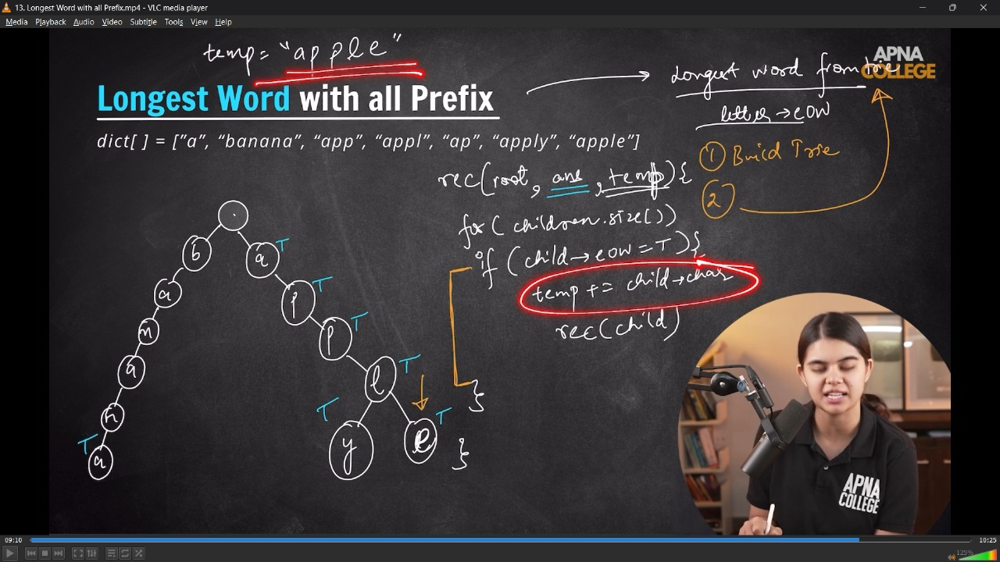 13. Longest Word with all Prefix.mp4 - VLC media player
Media Playback Audio Video Subtitle Tools View Help
temp = "apple"
APNA
COLLEGE
Longest word from trie
Longest Word with all Prefix
letter → eow
dict[ ] = ["a", "banana", "app", "appl", "ap", "apply", "apple"]
① Build Trie
②
rec(root, ans, temp){
for( children.size())
if (child→eow = T){
temp += child→char
rec(child)
}
}
b a T
a p T
n p T
a l T
n T y e T
T a
APNA
COLLEGE
09:10 10:25
125%